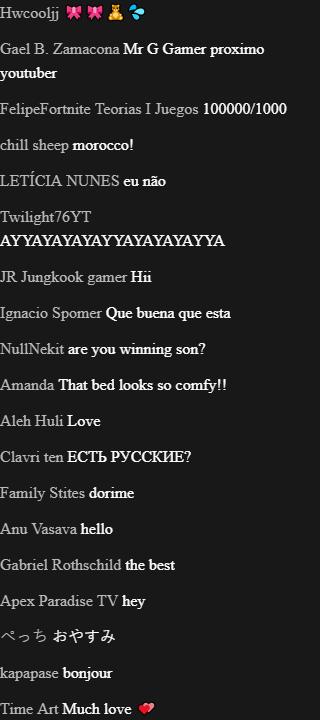 Hwcooljj 🎀🎀🧸💦
Gael B. Zamacona Mr G Gamer proximo
youtuber
FelipeFortnite Teorias I Juegos 100000/1000
chill sheep morocco!
LETÍCIA NUNES eu não
Twilight76YT
AYYAYAYAYAYYAYAYAYAYYA
JR Jungkook gamer Hii
Ignacio Spomer Que buena que esta
NullNekit are you winning son?
Amanda That bed looks so comfy!!
Aleh Huli Love
Clavri ten ЕСТЬ РУССКИЕ?
Family Stites dorime
Anu Vasava hello
Gabriel Rothschild the best
Apex Paradise TV hey
ぺっち おやすみ
kapapase bonjour
Time Art Much love 💕